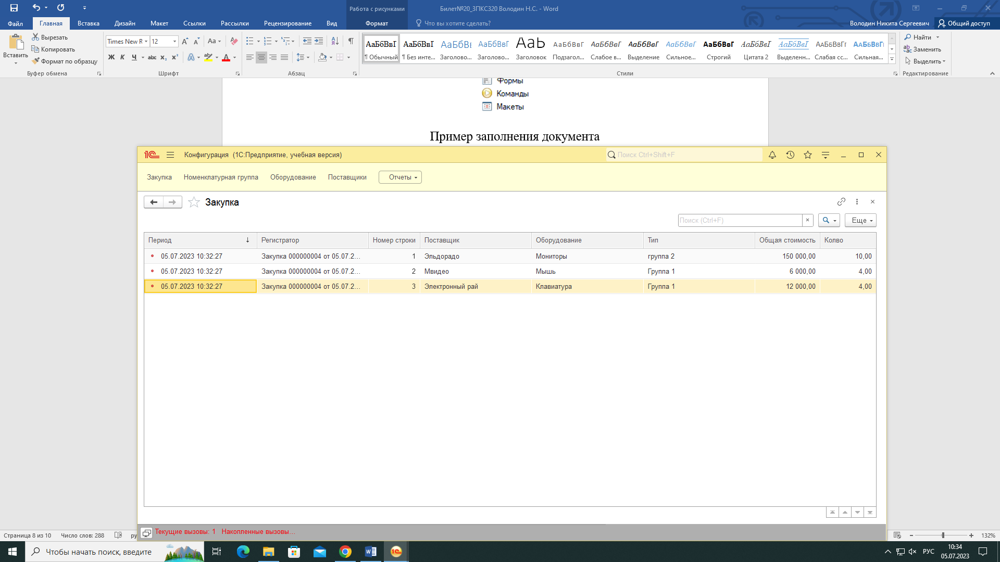 Работа с рисунками
Билет№20_3ПКС320 Володин Н.С. - Word
Файл Главная Вставка Дизайн Макет Ссылки Рассылки Рецензирование Вид Формат Что вы хотите сделать? Володин Никита Сергеевич Общий доступ
Вставить
Вырезать
Копировать
Формат по образцу
Буфер обмена
Times New R 12
Aa
Ж К Ч abc x₂ x²
Шрифт
Абзац
АаБбВвІ АаБбВвІ АаБбВв АаБбВвГ АаБ АаБбВвГ АаБбВвГ АаБбВвГ АаБбВвГ АаБбВвГ АаБбВвІ АаБбВвІ АаБбВвГг АаБбВвГг
¶ Обычный ¶ Без инте... Заголово... Заголово... Заголовок Подзагол... Слабое в... Выделение Сильное... Строгий Цитата 2 Выделенн... Слабая сс... Сильная...
Стили
Найти
Заменить
Выделить
Редактирование
Формы
Команды
Макеты
Пример заполнения документа
1С Конфигурация (1С:Предприятие, учебная версия) Поиск Ctrl+Shift+F
Закупка Номенклатурная группа Оборудование Поставщики Отчеты
Закупка
Поиск (Ctrl+F) × Еще
Период ↓ Регистратор Номер строки Поставщик Оборудование Тип Общая стоимость Колво
05.07.2023 10:32:27 Закупка 000000004 от 05.07.2... 1 Эльдорадо Мониторы группа 2 150 000,00 10,00
05.07.2023 10:32:27 Закупка 000000004 от 05.07.2... 2 Мвидео Мышь Группа 1 6 000,00 4,00
05.07.2023 10:32:27 Закупка 000000004 от 05.07.2... 3 Электронный рай Клавиатура Группа 1 12 000,00 4,00
Текущие вызовы: 1 Накопленные вызовы...
Страница 8 из 10 Число слов: 288 ру 132%
Чтобы начать поиск, введите
РУС
10:34
05.07.2023